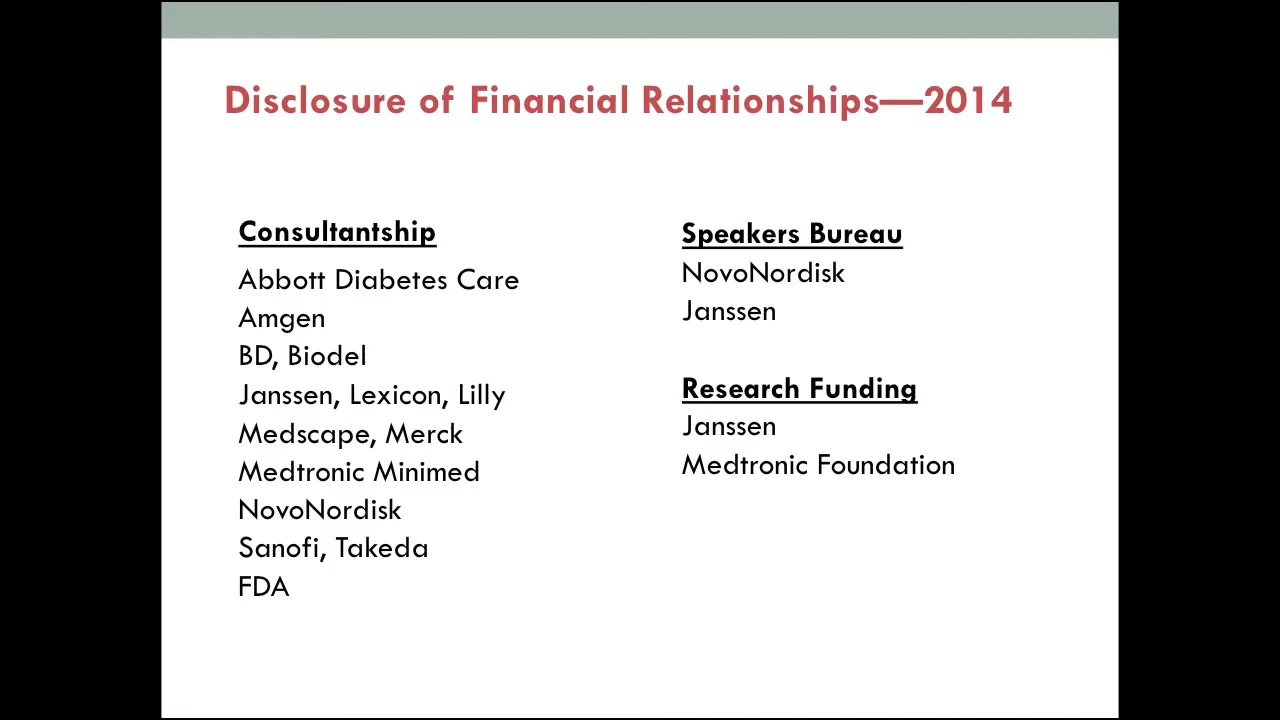 Disclosure of Financial Relationships—2014
Consultantship
Abbott Diabetes Care
Amgen
BD, Biodel
Janssen, Lexicon, Lilly
Medscape, Merck
Medtronic Minimed
NovoNordisk
Sanofi, Takeda
FDA
Speakers Bureau
NovoNordisk
Janssen
Research Funding
Janssen
Medtronic Foundation